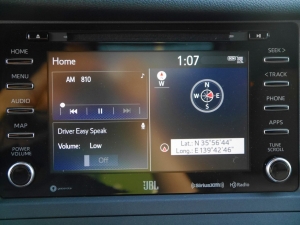 HOME
MENU
AUDIO
MAP
POWER
VOLUME
Home
1:07
AM 810
W
N
W E
S
Driver Easy Speak
Volume: Low
Off
Lat.: N 35°56'44"
Long.: E 139°42'46"
JBL
SiriusXM
HD Radio
SEEK >
< TRACK
PHONE
APPS
TUNE
SCROLL